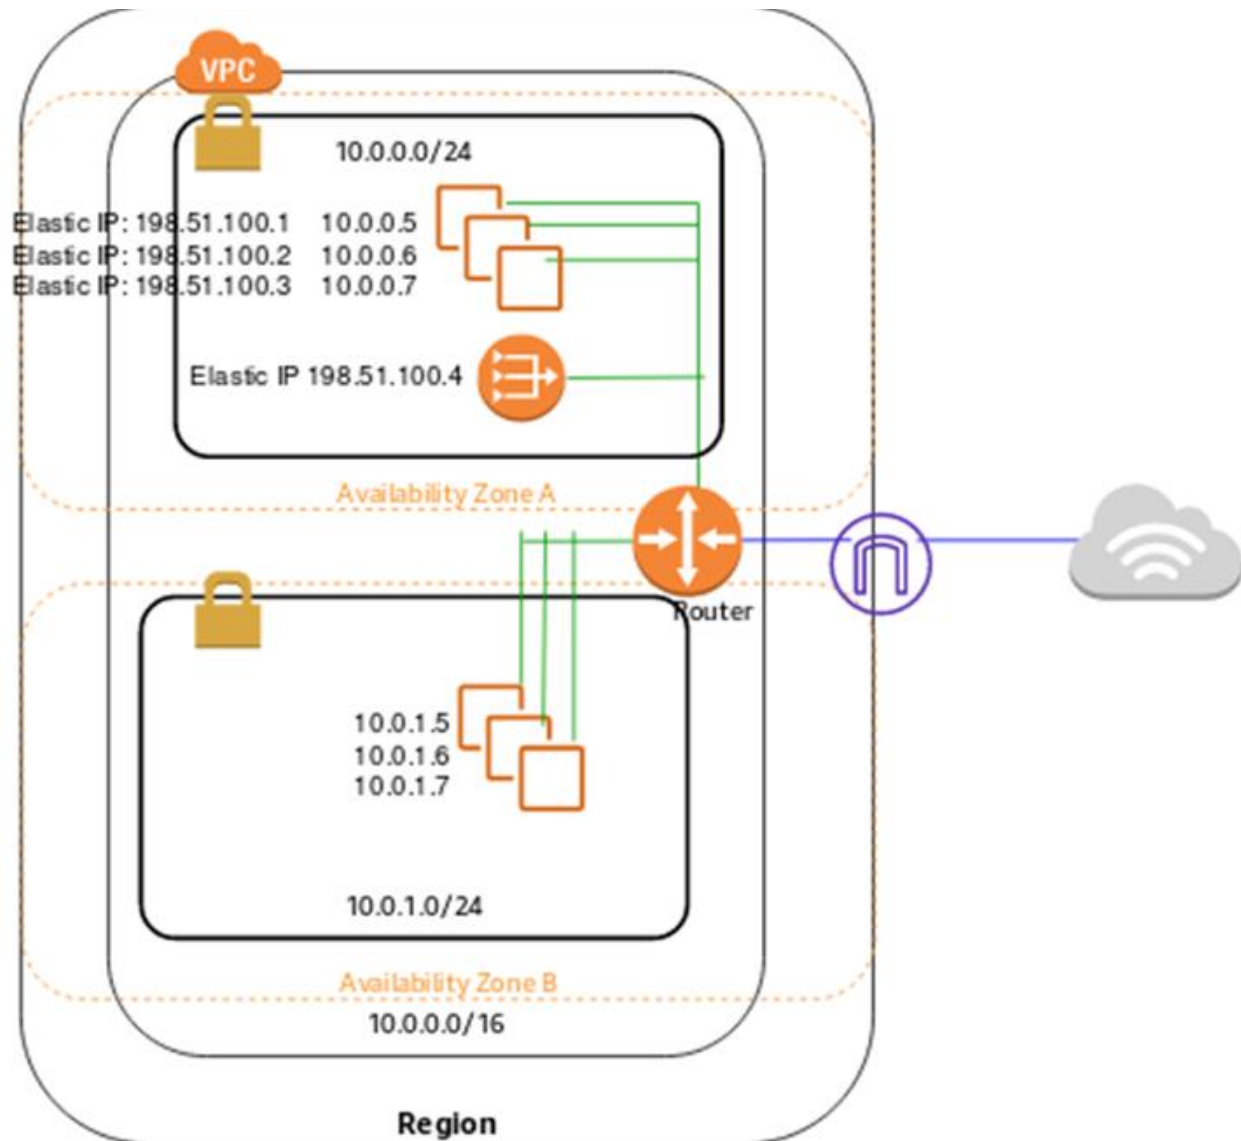 VPC
10.0.0.0/24
Elastic IP: 198.51.100.1 10.0.0.5
Elastic IP: 198.51.100.2 10.0.0.6
Elastic IP: 198.51.100.3 10.0.0.7
Elastic IP 198.51.100.4
Availability Zone A
Router
10.0.1.5
10.0.1.6
10.0.1.7
10.0.1.0/24
Availability Zone B
10.0.0.0/16
Region